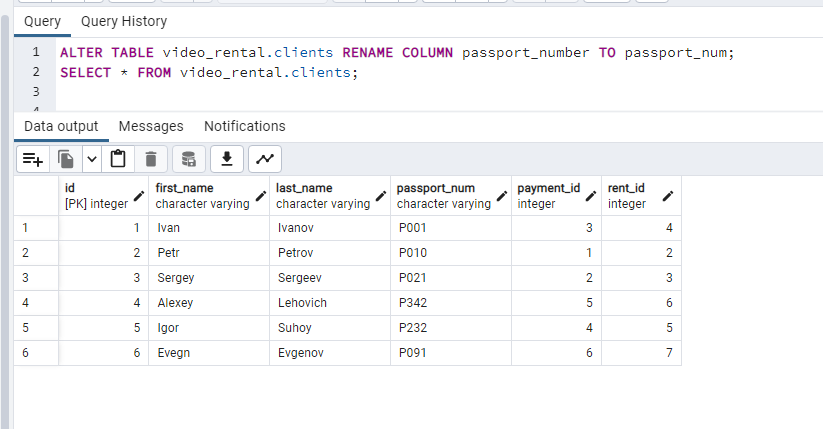 Query Query History
1 ALTER TABLE video_rental.clients RENAME COLUMN passport_number TO passport_num;
2 SELECT * FROM video_rental.clients;
3
4
Data output Messages Notifications
id first_name last_name passport_num payment_id rent_id
[PK] integer character varying character varying character varying integer integer
1 1 Ivan Ivanov P001 3 4
2 2 Petr Petrov P010 1 2
3 3 Sergey Sergeev P021 2 3
4 4 Alexey Lehovich P342 5 6
5 5 Igor Suhoy P232 4 5
6 6 Evegn Evgenov P091 6 7